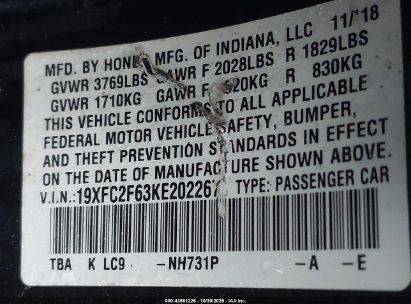 MFD. BY HONDA MFG. OF INDIANA, LLC 11/'18
GVWR 3769LBS GAWR F 2028LBS R 1829LBS
GVWR 1710KG GAWR F 920KG R 830KG
THIS VEHICLE CONFORMS TO ALL APPLICABLE
FEDERAL MOTOR VEHICLE SAFETY, BUMPER,
AND THEFT PREVENTION STANDARDS IN EFFECT
ON THE DATE OF MANUFACTURE SHOWN ABOVE.
V.I.N.:19XFC2F63KE20226 TYPE: PASSENGER CAR
TBA K LC9 -NH731P -A -E